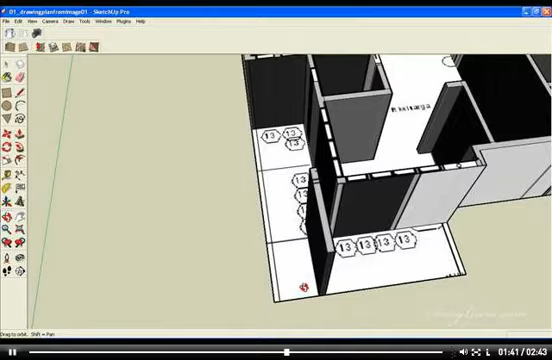 01_drawingplanfromimage01 - SketchUp Pro
File Edit View Camera Draw Tools Window Plugins Help
R keluarga
13 13
13
13
13
13
13 13 13 13
Drag to orbit. Shift = Pan
01:41 / 02:43